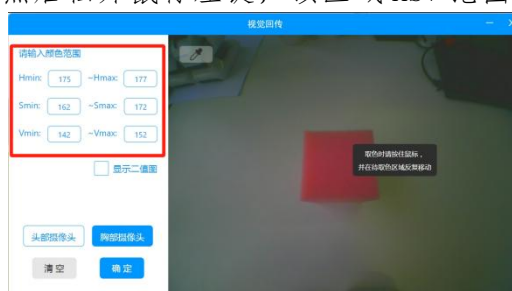 视觉回传
请输入颜色范围
Hmin: 175 ~Hmax: 177
Smin: 162 ~Smax: 172
Vmin: 142 ~Vmax: 152
显示二值图
取色时请按住鼠标，
并在待取色区域反复移动
头部摄像头 胸部摄像头
清空 确定